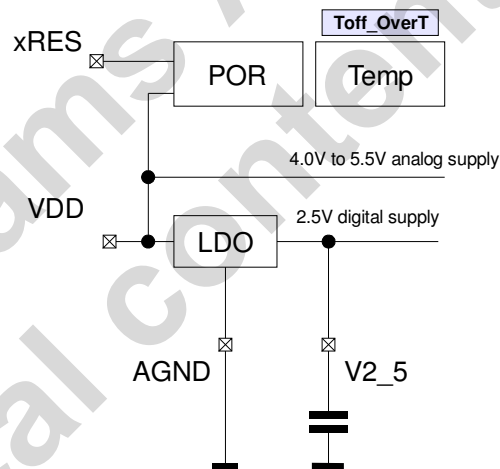 Toff_OverT
xRES
POR
Temp
4.0V to 5.5V analog supply
VDD
2.5V digital supply
LDO
AGND
V2_5